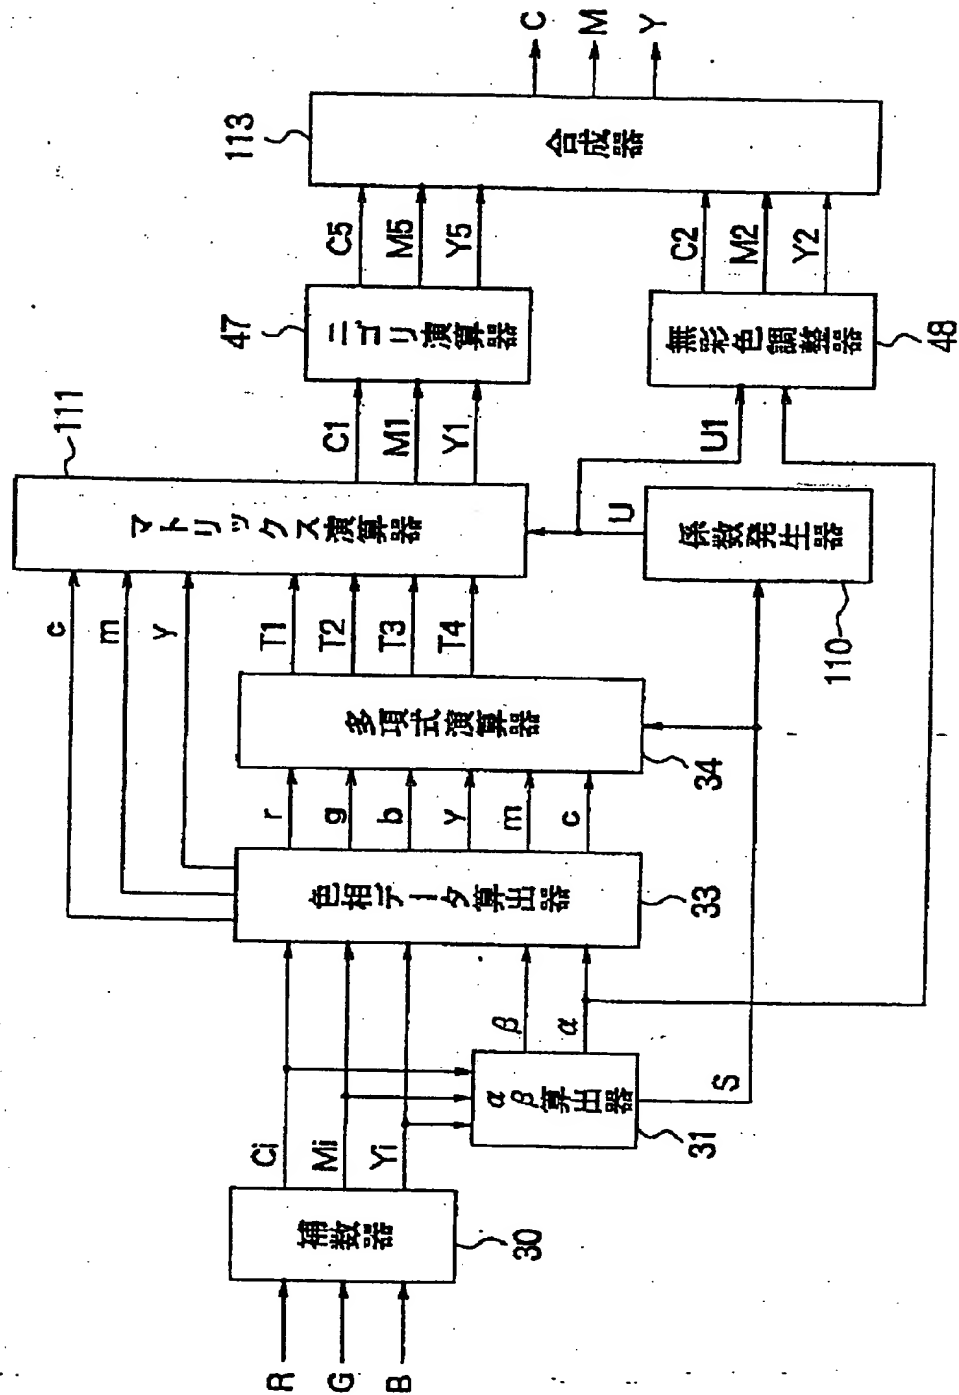 R
G
B
補数器
30
Ci
Mi
Yi
αβ算出器
31
β
α
S
色相データ算出器
33
c
m
y
r
g
b
y
m
c
多項式演算器
34
T1
T2
T3
T4
マトリックス演算器
111
係数発生器
110
U
U1
C1
M1
Y1
ニゴリ演算器
47
無彩色調整器
48
C5
M5
Y5
C2
M2
Y2
合成器
113
C
M
Y